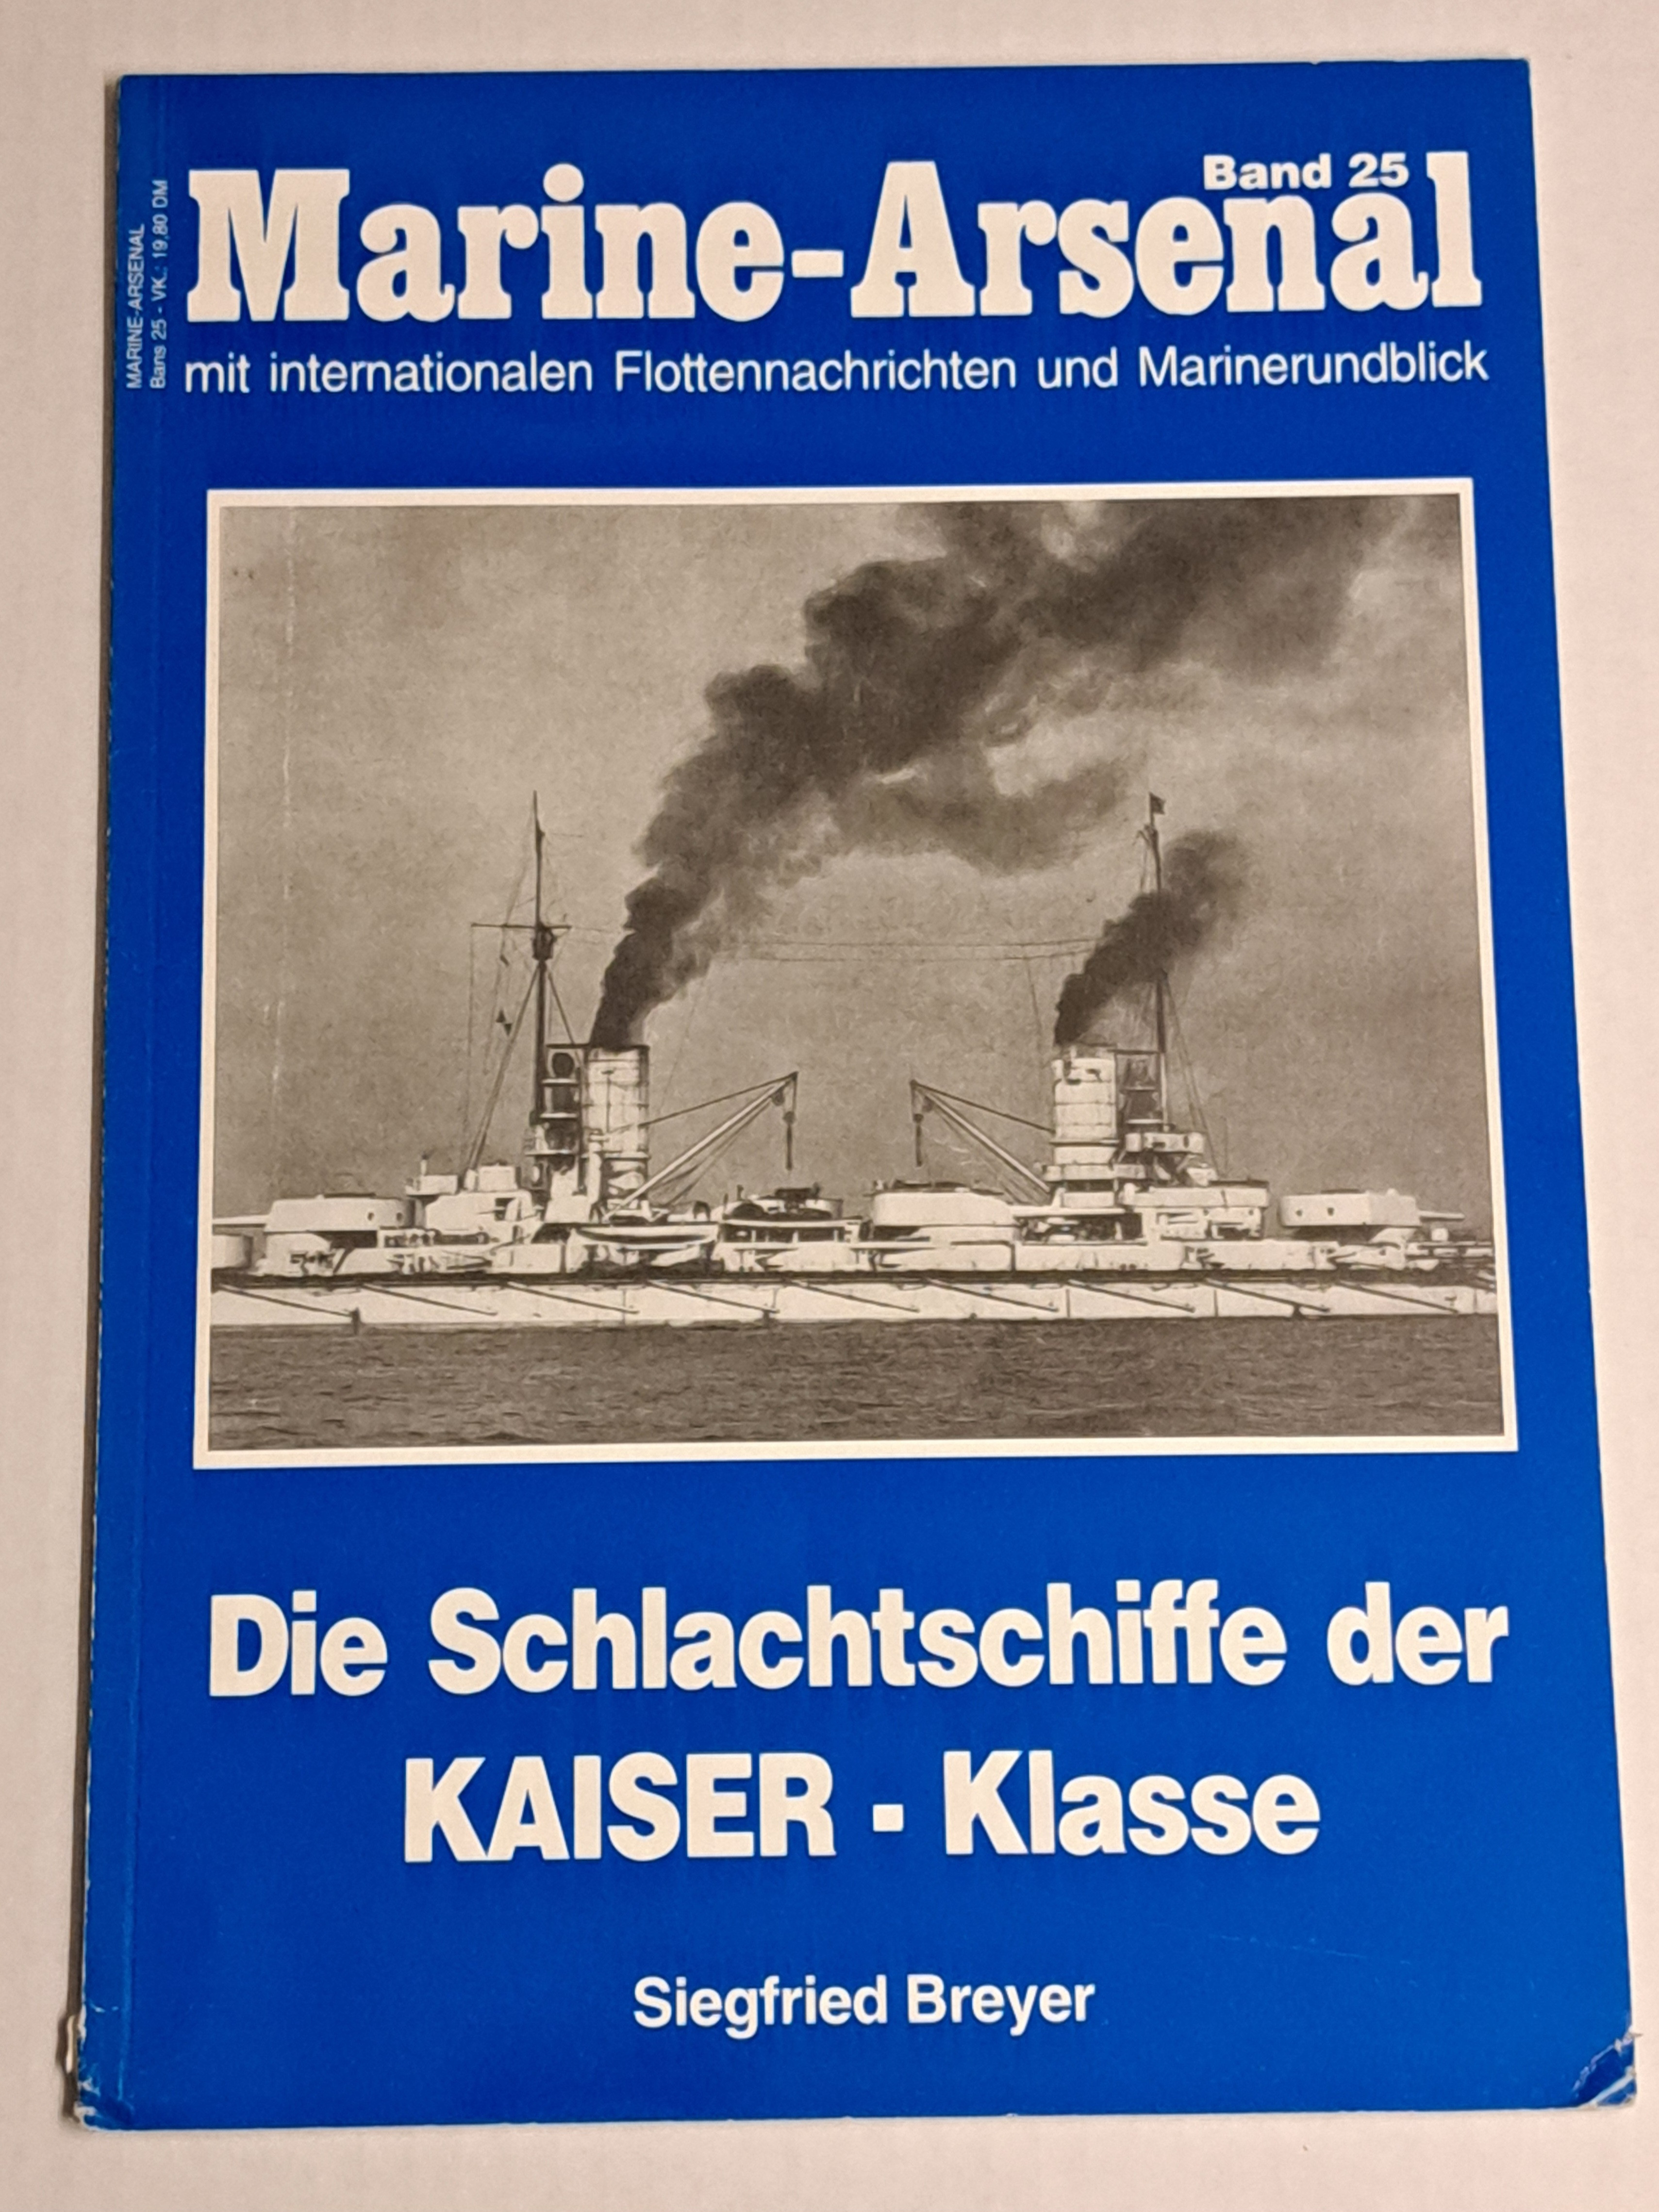 MARINE-ARSENAL
Bans 25 - VK.: 19,80 DM
Band 25
Marine-Arsenal
mit internationalen Flottennachrichten und Marinerundblick
Die Schlachtschiffe der
KAISER - Klasse
Siegfried Breyer